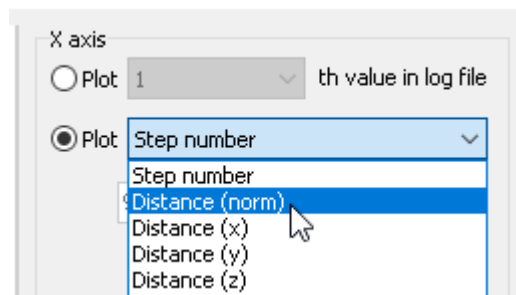 X axis
Plot 1 th value in log file
Plot Step number
Step number
Distance (norm)
Distance (x)
Distance (y)
Distance (z)